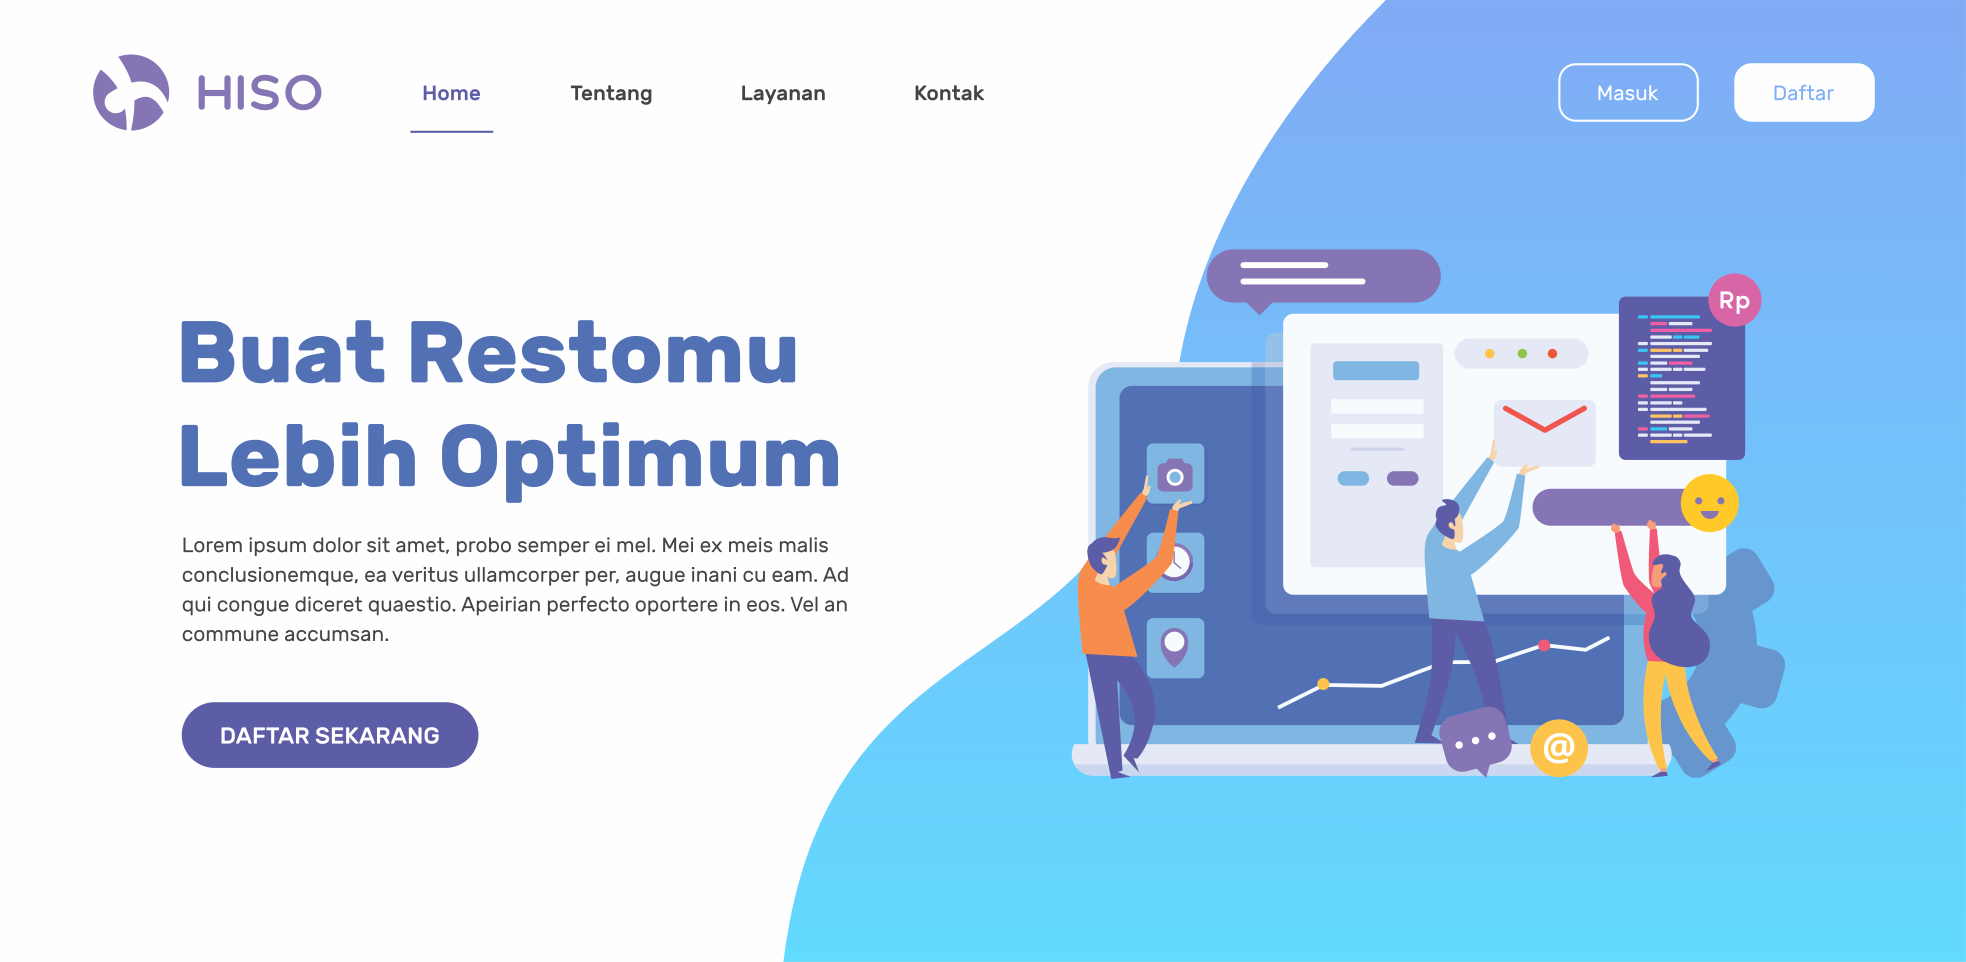 HISO
Home
Tentang
Layanan
Kontak
Masuk
Daftar
Buat Restomu
Lebih Optimum
Lorem ipsum dolor sit amet, probo semper ei mel. Mei ex meis malis
conclusionemque, ea veritus ullamcorper per, augue inani cu eam. Ad
qui congue diceret quaestio. Apeirian perfecto oportere in eos. Vel an
commune accumsan.
DAFTAR SEKARANG
Rp
@